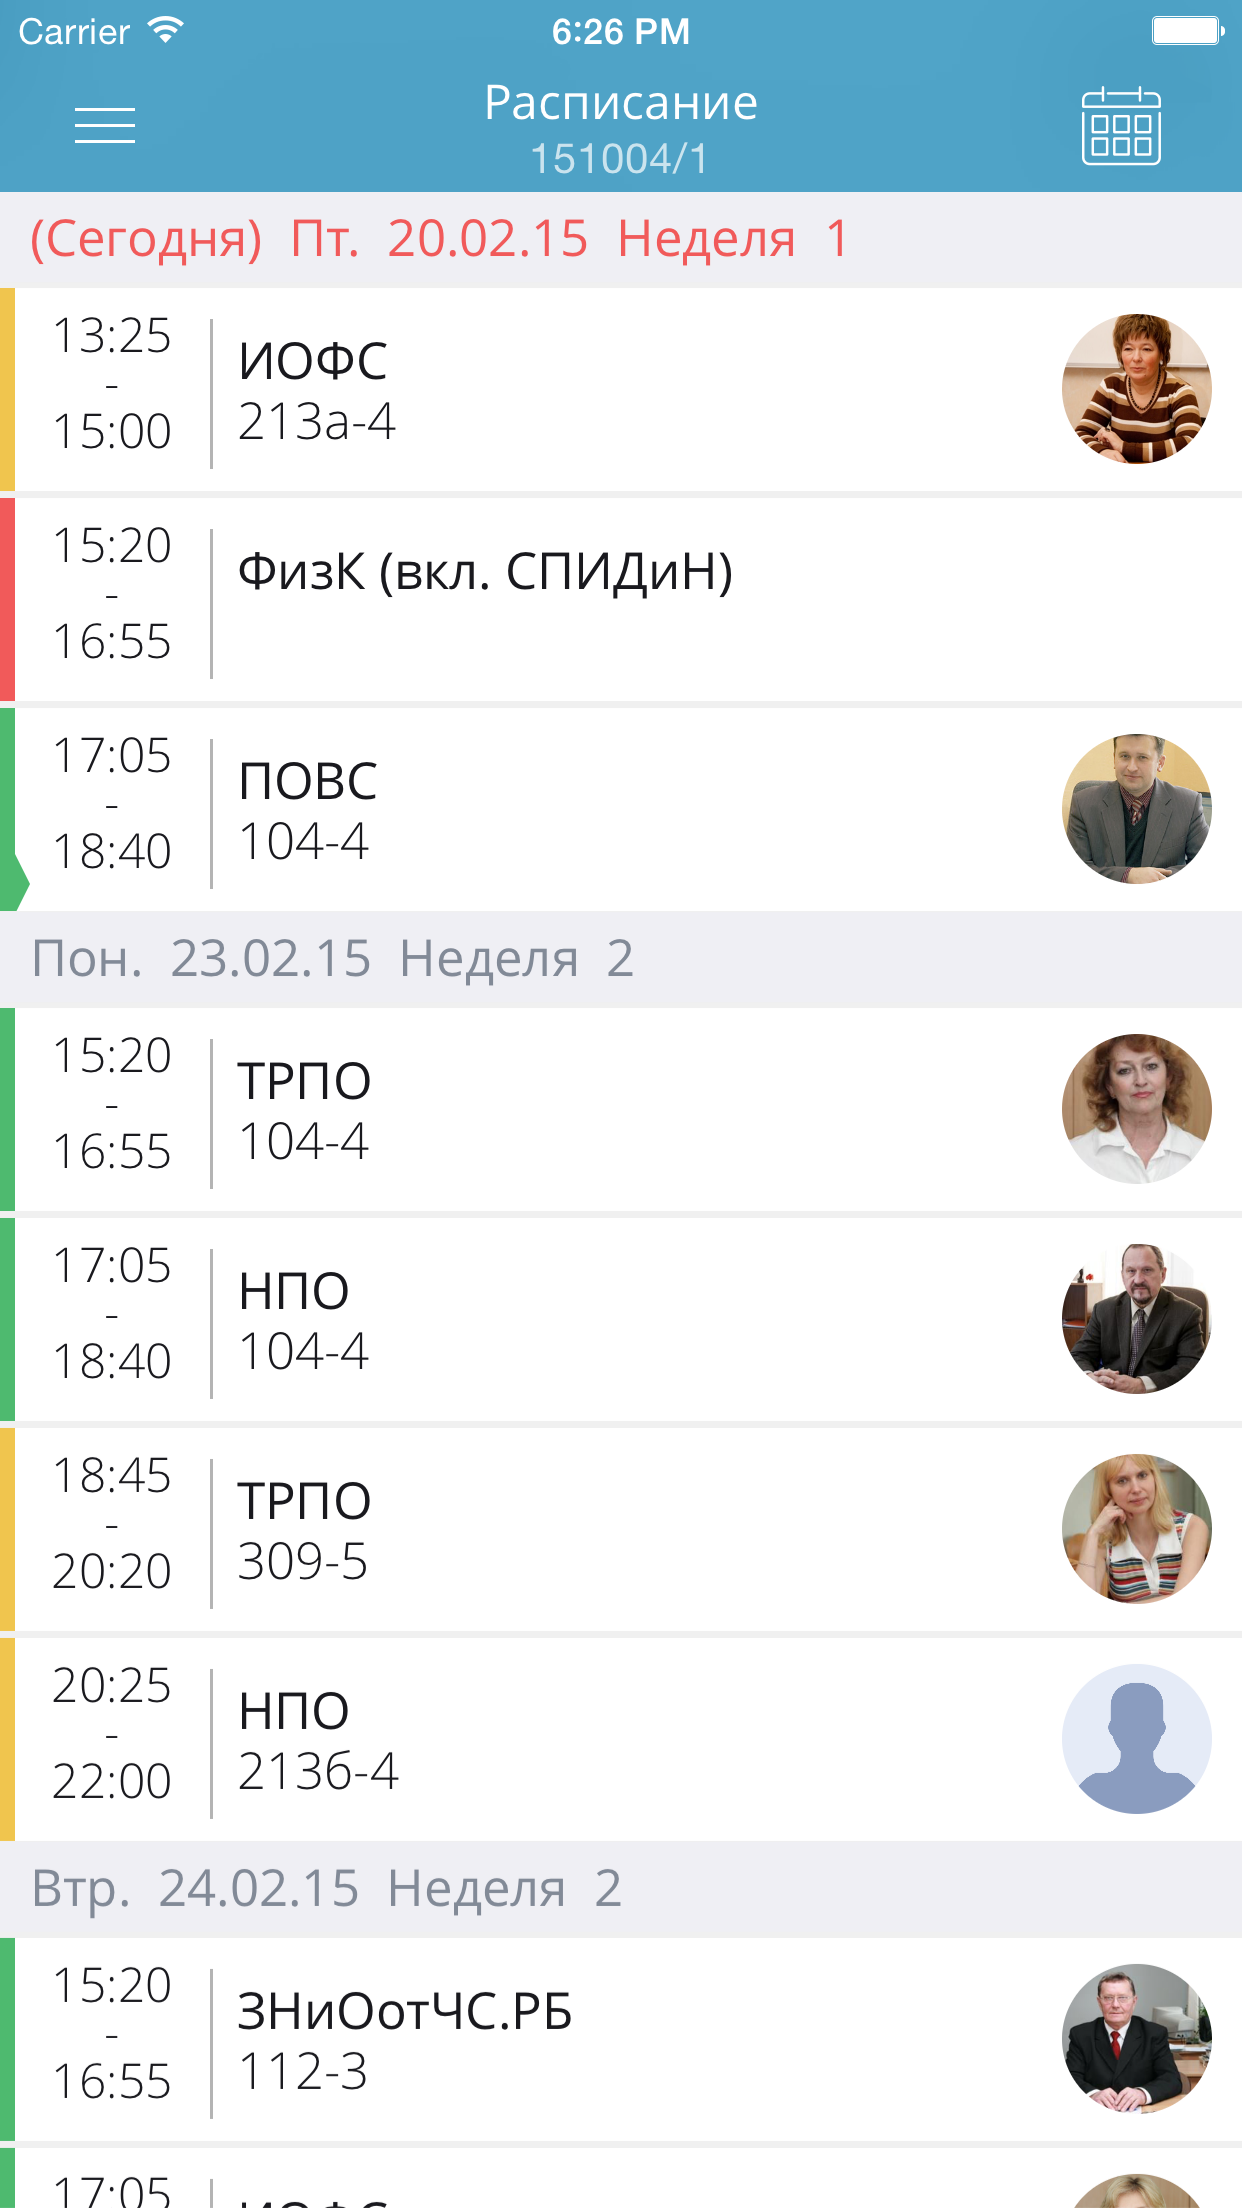 Carrier 6:26 PM
Расписание
151004/1
(Сегодня) Пт. 20.02.15 Неделя 1
13:25
-
15:00
ИОФС
213а-4
15:20
-
16:55
ФизК (вкл. СПИДиН)
17:05
-
18:40
ПОВС
104-4
Пон. 23.02.15 Неделя 2
15:20
-
16:55
ТРПО
104-4
17:05
-
18:40
НПО
104-4
18:45
-
20:20
ТРПО
309-5
20:25
-
22:00
НПО
213б-4
Втр. 24.02.15 Неделя 2
15:20
-
16:55
ЗНиОотЧС.РБ
112-3
17:05
ИОФС